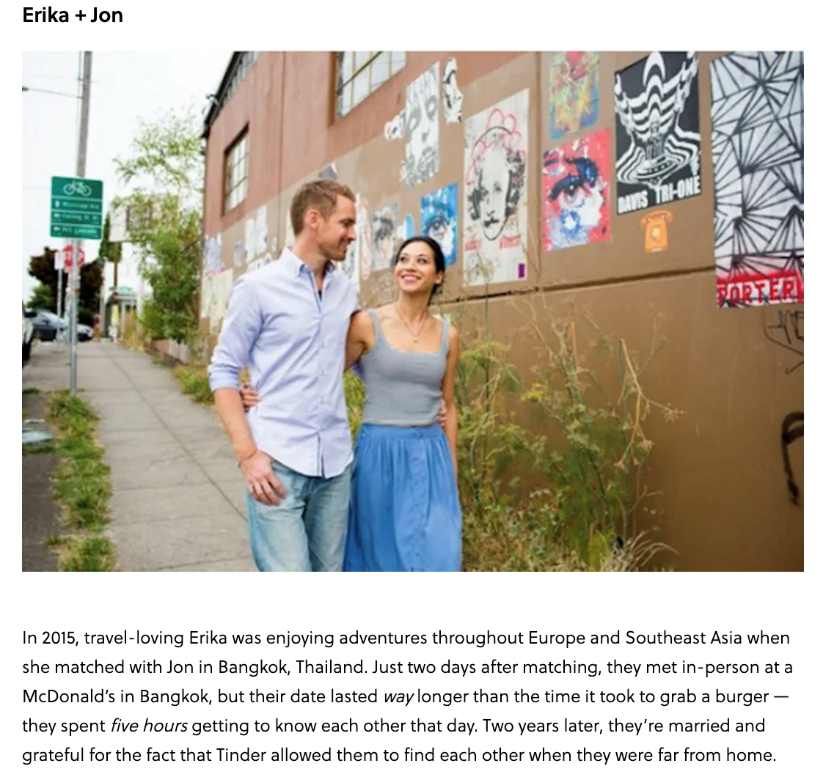 Erika + Jon
DAVIS TRI-ONE
PORTER
In 2015, travel-loving Erika was enjoying adventures throughout Europe and Southeast Asia when
she matched with Jon in Bangkok, Thailand. Just two days after matching, they met in-person at a
McDonald's in Bangkok, but their date lasted way longer than the time it took to grab a burger —
they spent five hours getting to know each other that day. Two years later, they're married and
grateful for the fact that Tinder allowed them to find each other when they were far from home.